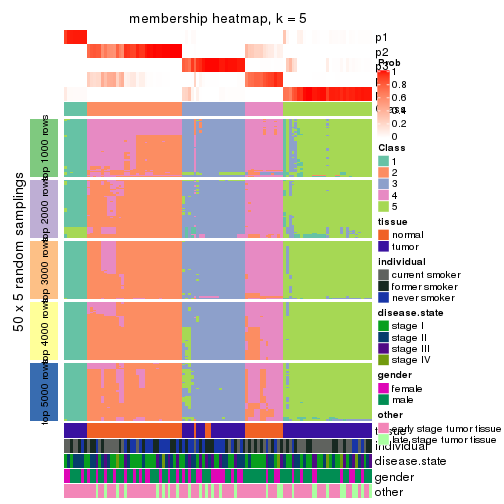 membership heatmap, k = 5
p1
p2
p3
Prob
1
0.8
0.6
0.4
0.2
0
Class
1
2
3
4
5
tissue
normal
tumor
individual
current smoker
former smoker
never smoker
disease.state
stage I
stage II
stage III
stage IV
gender
female
male
other
early stage tumor tissue
late stage tumor tissue
50 x 5 random samplings
top 1000 rows
top 2000 rows
top 3000 rows
top 4000 rows
top 5000 rows
individual
disease.state
gender
other